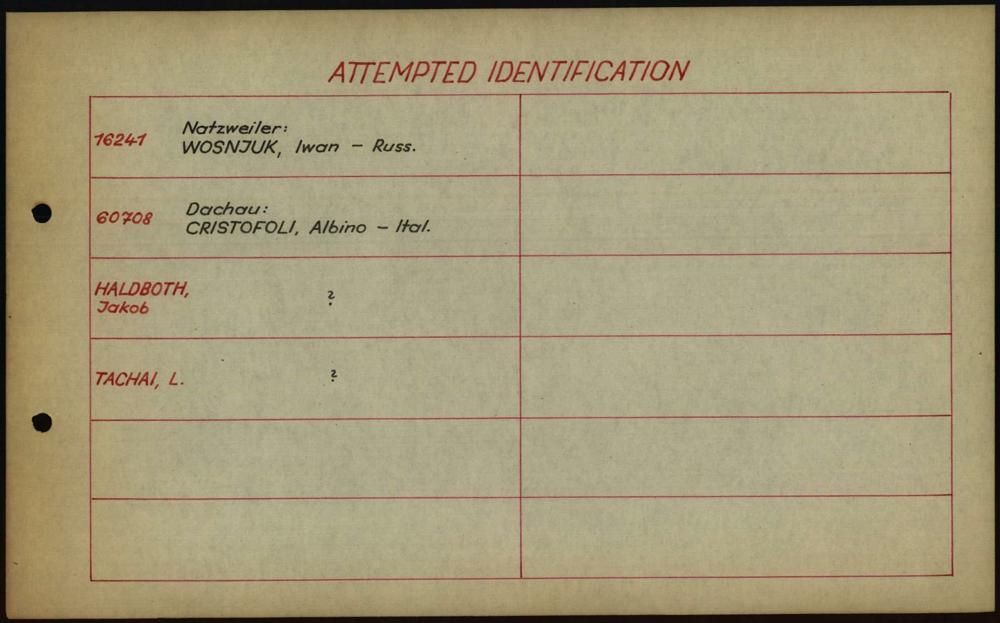 ATTEMPTED IDENTIFICATION
16241 Natzweiler:
WOSNJUK, Iwan – Russ.
60708 Dachau:
CRISTOFOLI, Albino – Ital.
HALDBOTH,
Jakob ?
TACHAI, L. ?